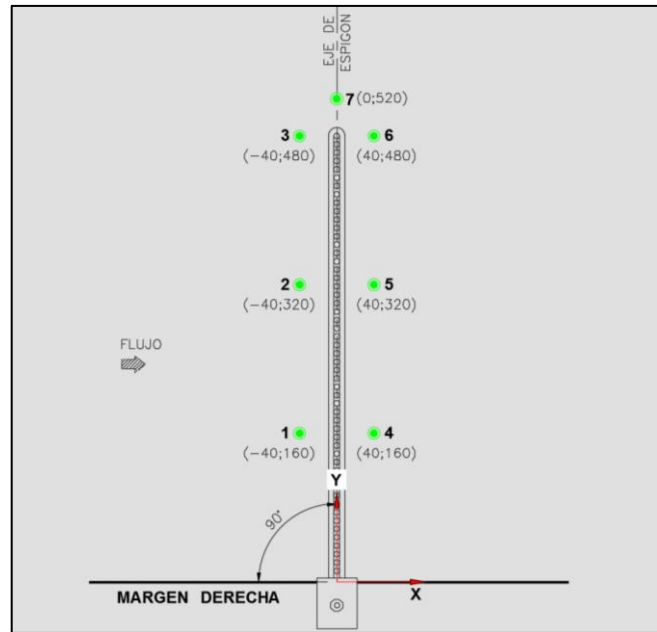 EJE DE
ESPIGON
7 (0;520)
3
6
(-40;480)
(40;480)
2
5
(-40;320)
(40;320)
FLUJO
1
4
(-40;160)
(40;160)
Y
90°
X
MARGEN DERECHA